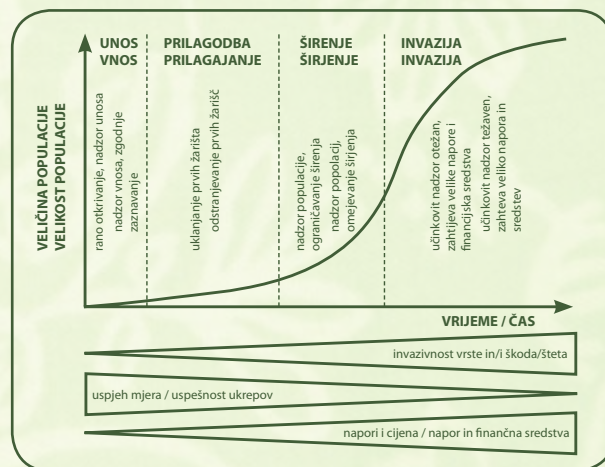 UNOS
VNOS
PRILAGODBA
PRILAGAJANJE
ŠIRENJE
ŠIRJENJE
INVAZIJA
INVAZIJA
VELIČINA POPULACIJE
VELIKOST POPULACIJE
rano otkrivanje, nadzor unosa
nadzor vnosa, zgodnje
zaznavanje
uklanjanje prvih žarišta
odstranjevanje prvih žarišč
nadzor populacije,
ograničavanje širenja
nadzor popolacij,
omejevanje širjenja
učinkovit nadzor otežan,
zahtijeva velike napore i
financijska sredstva
učinkovit nadzor težaven,
zahteva veliko napora in
sredstev
VRIJEME / ČAS
invazivnost vrste in/i škoda/šteta
uspjeh mjera / uspešnost ukrepov
napori i cijena / napor in finančna sredstva